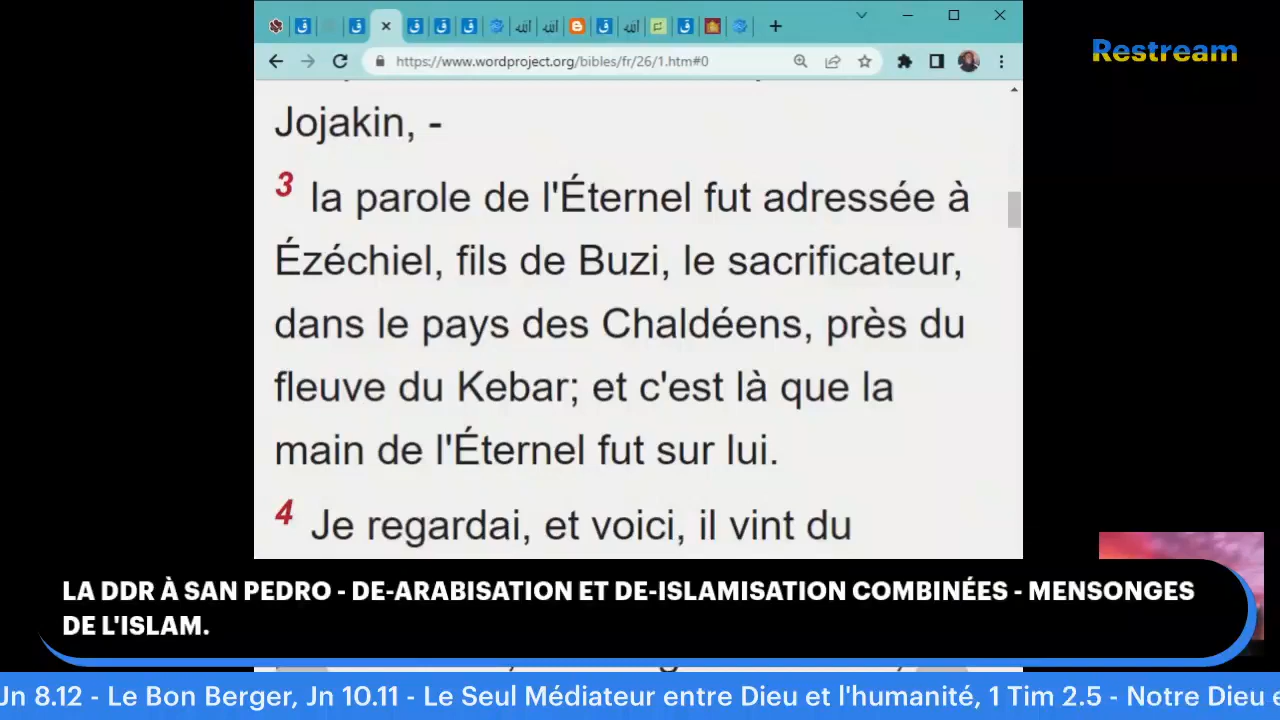 https://www.wordproject.org/bibles/fr/26/1.htm#0
Restream
Jojakin, -
3 la parole de l'Éternel fut adressée à
Ézéchiel, fils de Buzi, le sacrificateur,
dans le pays des Chaldéens, près du
fleuve du Kebar; et c'est là que la
main de l'Éternel fut sur lui.
4 Je regardai, et voici, il vint du
LA DDR À SAN PEDRO - DE-ARABISATION ET DE-ISLAMISATION COMBINÉES - MENSONGES
DE L'ISLAM.
Jn 8.12 - Le Bon Berger, Jn 10.11 - Le Seul Médiateur entre Dieu et l'humanité, 1 Tim 2.5 - Notre Dieu e